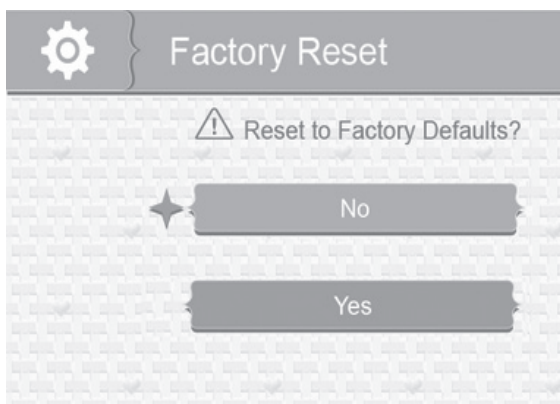 Factory Reset
Reset to Factory Defaults?
No
Yes